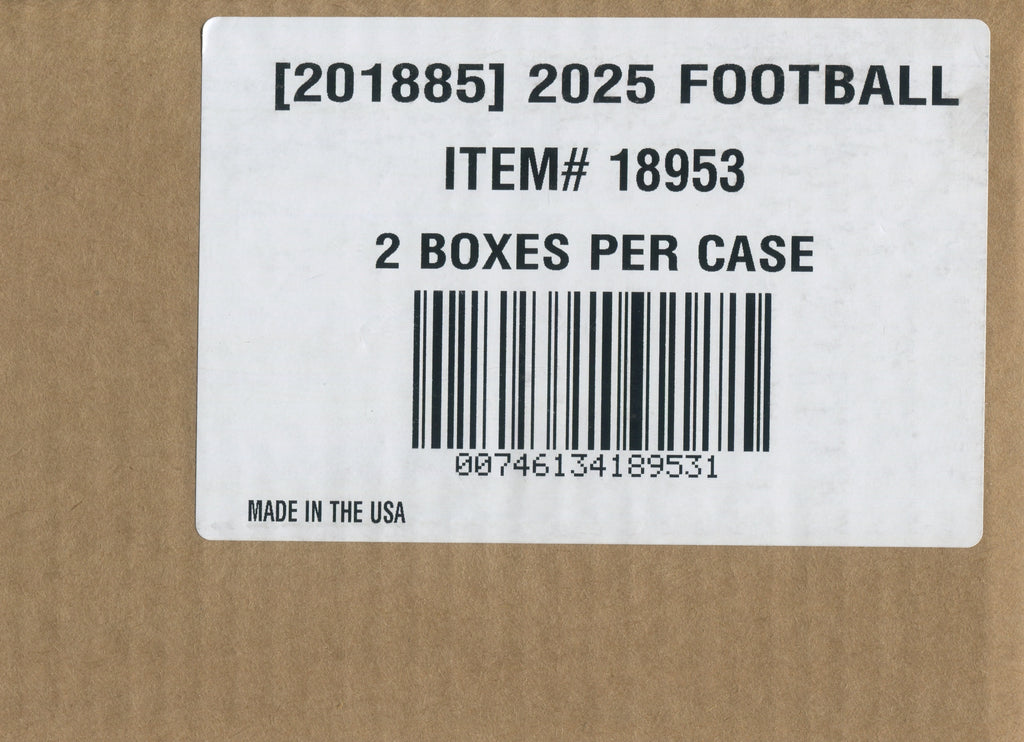 [201885] 2025 FOOTBALL
ITEM# 18953
2 BOXES PER CASE
00746134189531
MADE IN THE USA